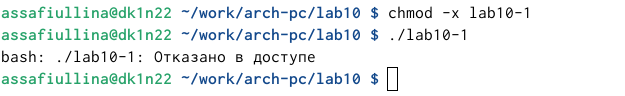 assafiullina@dk1n22 ~/work/arch-pc/lab10 $ chmod -x lab10-1
assafiullina@dk1n22 ~/work/arch-pc/lab10 $ ./lab10-1
bash: ./lab10-1: Отказано в доступе
assafiullina@dk1n22 ~/work/arch-pc/lab10 $